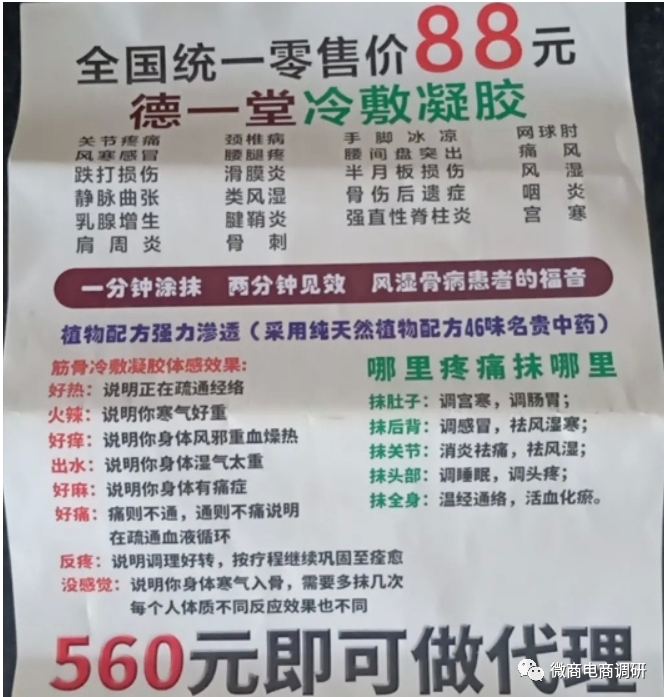 全国统一零售价88元
德一堂冷敷凝胶
关节疼痛 颈椎病 手脚冰凉 网球肘
风寒感冒 腰腿疼 腰间盘突出 痛风
跌打损伤 滑膜炎 半月板损伤 风湿
静脉曲张 类风湿 骨伤后遗症 咽炎
乳腺增生 腱鞘炎 强直性脊柱炎 宫寒
肩周炎 骨刺
一分钟涂抹 两分钟见效 风湿骨病患者的福音
植物配方强力渗透（采用纯天然植物配方46味名贵中药）
筋骨冷敷凝胶体感效果:
好热：说明正在疏通经络
火辣：说明你寒气好重
好痒：说明你身体风邪重血燥热
出水：说明你身体湿气太重
好麻：说明你身体有痛症
好痛：痛则不通，通则不痛说明
在疏通血液循环
反疼：说明调理好转，按疗程继续巩固至痊愈
没感觉：说明你身体寒气入骨，需要多抹几次
每个人体质不同反应效果也不同
哪里疼痛抹哪里
抹肚子：调宫寒，调肠胃；
抹后背：调感冒，祛风湿寒；
抹关节：消炎祛痛，祛风湿；
抹头部：调睡眠，调头疼；
抹全身：温经通络，活血化瘀。
560元即可做代理
微商电商调研